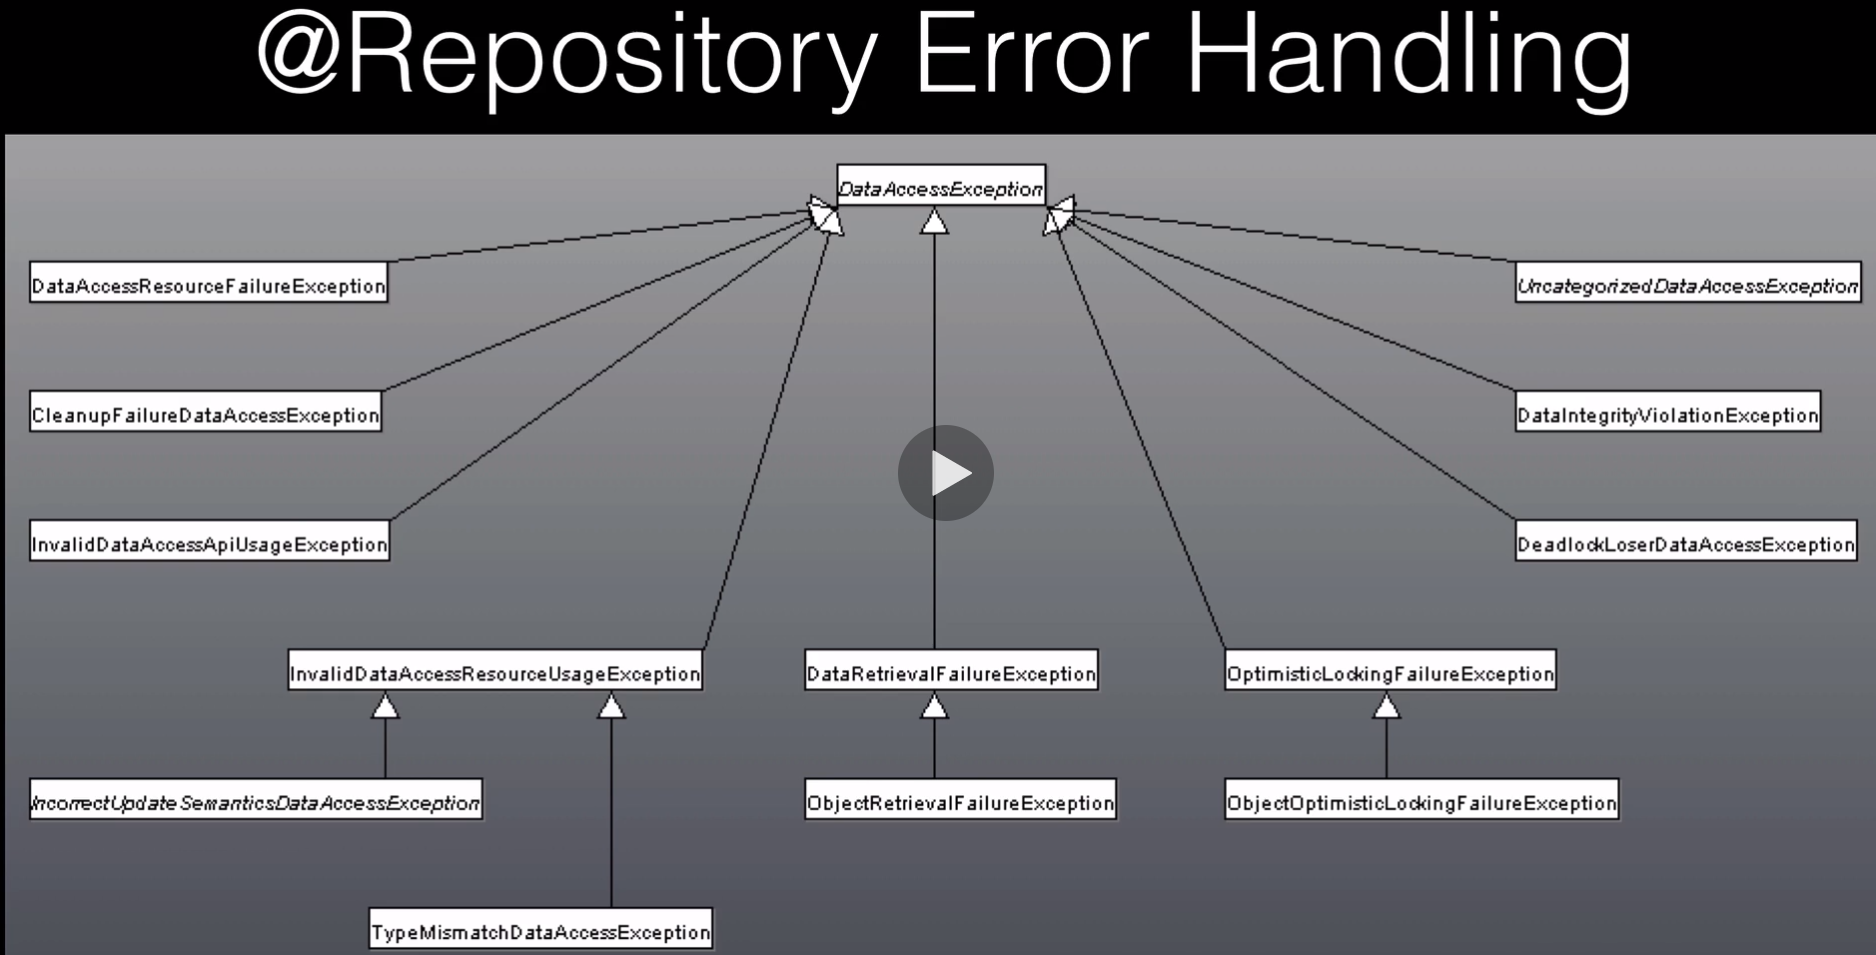 @Repository Error Handling
DataAccessException
DataAccessResourceFailureException
UncategorizedDataAccessException
CleanupFailureDataAccessException
DataIntegrityViolationException
InvalidDataAccessApiUsageException
DeadlockLoserDataAccessException
InvalidDataAccessResourceUsageException
DataRetrievalFailureException
OptimisticLockingFailureException
IncorrectUpdateSemanticsDataAccessException
ObjectRetrievalFailureException
ObjectOptimisticLockingFailureException
TypeMismatchDataAccessException